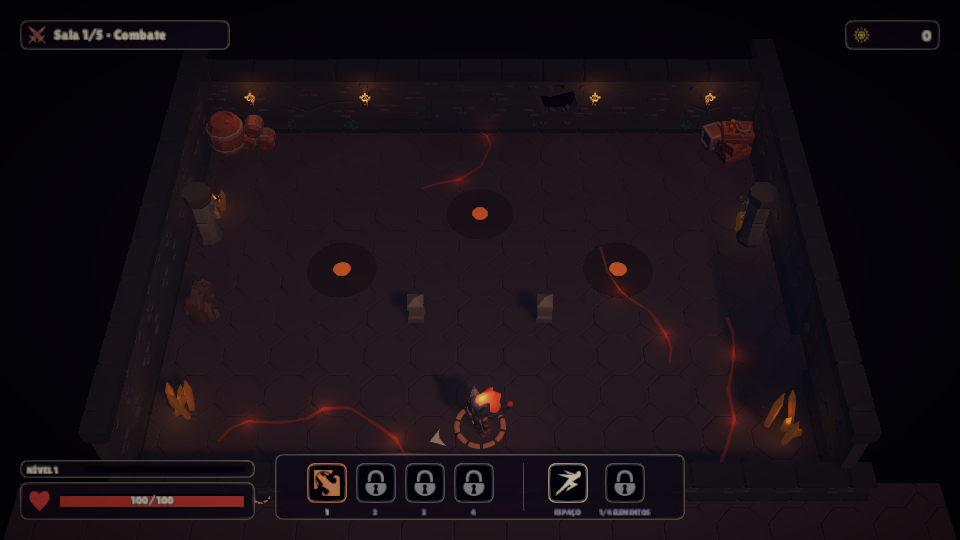 Sala 1/5 - Combate
0
NÍVEL 1
100/100
1
2
3
4
ESPAÇO
1/4 ELEMENTOS